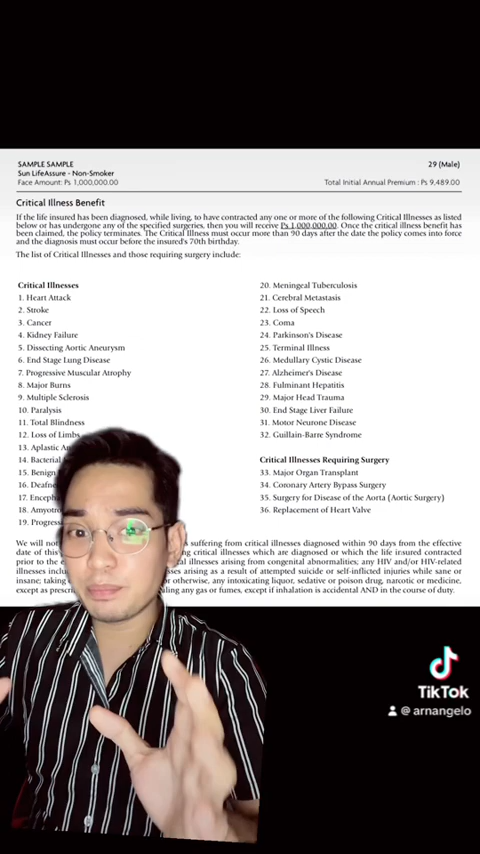 SAMPLE SAMPLE
29 (Male)
Sun LifeAssure - Non-Smoker
Face Amount: Ps 1,000,000.00
Total Initial Annual Premium : Ps 9,489.00
Critical Illness Benefit
If the life insured has been diagnosed, while living, to have contracted any one or more of the following Critical Illnesses as listed
below or has undergone any of the specified surgeries, then you will receive Ps 1,000,000.00. Once the critical illness benefit has
been claimed, the policy terminates. The Critical Illness must occur more than 90 days after the date the policy comes into force
and the diagnosis must occur before the insured's 70th birthday.
The list of Critical Illnesses and those requiring surgery include:
Critical Illnesses
1. Heart Attack
2. Stroke
3. Cancer
4. Kidney Failure
5. Dissecting Aortic Aneurysm
6. End Stage Lung Disease
7. Progressive Muscular Atrophy
8. Major Burns
9. Multiple Sclerosis
10. Paralysis
11. Total Blindness
12. Loss of Limbs
13. Aplastic
14. Bacterial
15. Benign
16.
17.
18.
19.
20. Meningeal Tuberculosis
21. Cerebral Metastasis
22. Loss of Speech
23. Coma
24. Parkinson's Disease
25. Terminal Illness
26. Medullary Cystic Disease
27. Alzheimer's Disease
28. Fulminant Hepatitis
29. Major Head Trauma
30. End Stage Liver Failure
31. Motor Neurone Disease
32. Guillain-Barre Syndrome
Critical Illnesses Requiring Surgery
33. Major Organ Transplant
34. Coronary Artery Bypass Surgery
35. Surgery for Disease of the Aorta (Aortic Surgery)
36. Replacement of Heart Valve
We will not suffering from critical illnesses diagnosed within 90 days from the effective
date of this critical illnesses which are diagnosed or which the life insured contracted
prior to the illnesses arising from congenital abnormalities; any HIV and/or HIV-related
illnesses arising as a result of attempted suicide or self-inflicted injuries while sane or
insane; taking or otherwise, any intoxicating liquor, sedative or poison drug, narcotic or medicine,
except as any gas or fumes, except if inhalation is accidental AND in the course of duty.
TikTok
@ arnangelo